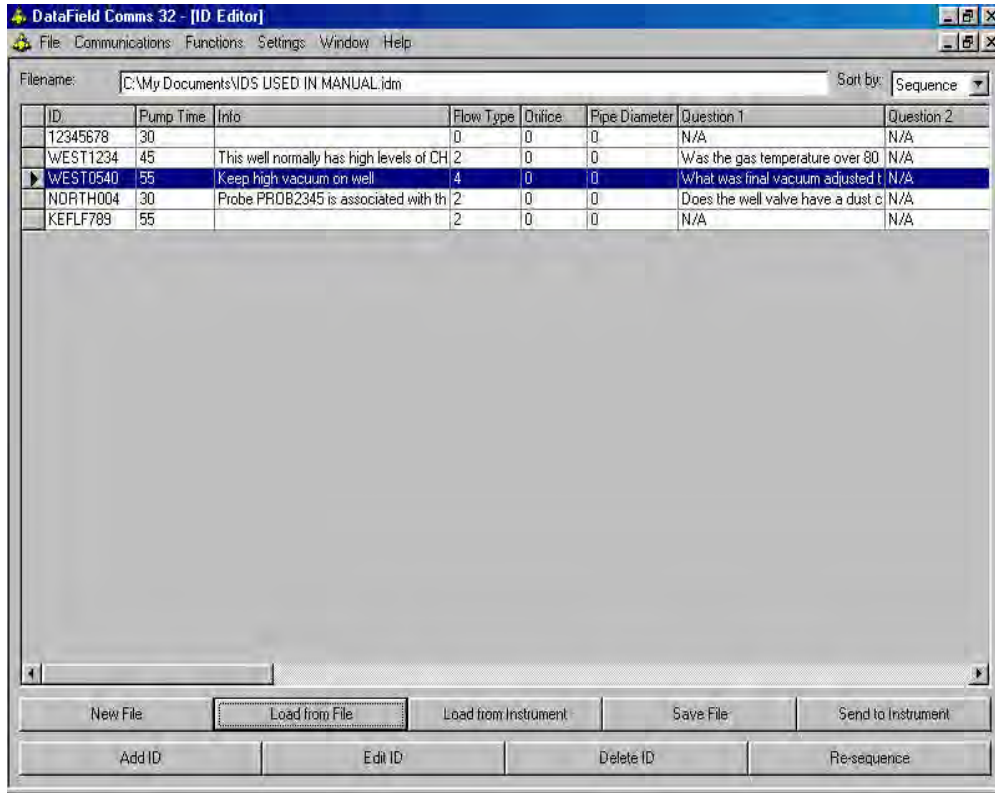 DataField Comms 32 - [ID Editor]
File Communications Functions Settings Window Help
Filename: C:\My Documents\IDS USED IN MANUAL.idm Sort by: Sequence
ID Pump Time Info Flow Type Orifice Pipe Diameter Question 1 Question 2
12345678 30 0 0 0 N/A N/A
WEST1234 45 This well normally has high levels of CH 2 0 0 Was the gas temperature over 80 N/A
WEST0540 55 Keep high vacuum on well 4 0 0 What was final vacuum adjusted t N/A
NORTH004 30 Probe PROB2345 is associated with th 2 0 0 Does the well valve have a dust c N/A
KEFLF789 55 2 0 0 N/A N/A
New File Load from File Load from Instrument Save File Send to Instrument
Add ID Edit ID Delete ID Re-sequence